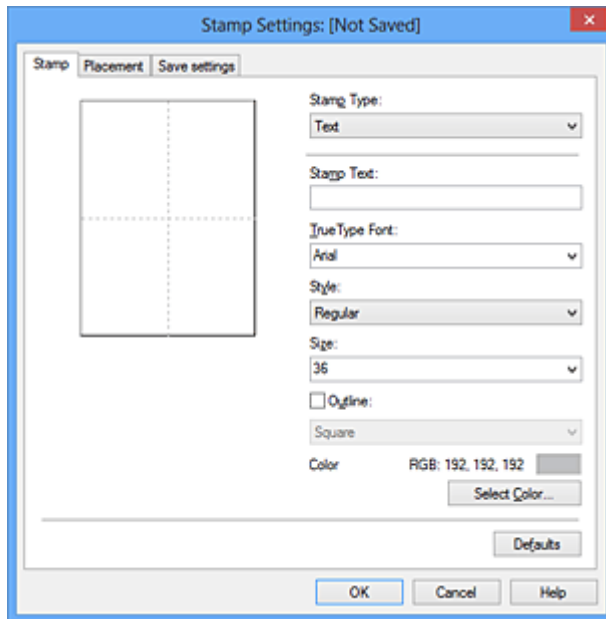 Stamp Settings: [Not Saved]
Stamp Placement Save settings
Stamp Type:
Text
Stamp Text:
TrueType Font:
Arial
Style:
Regular
Size:
36
Outline:
Square
Color RGB: 192, 192, 192
Select Color...
Defaults
OK Cancel Help